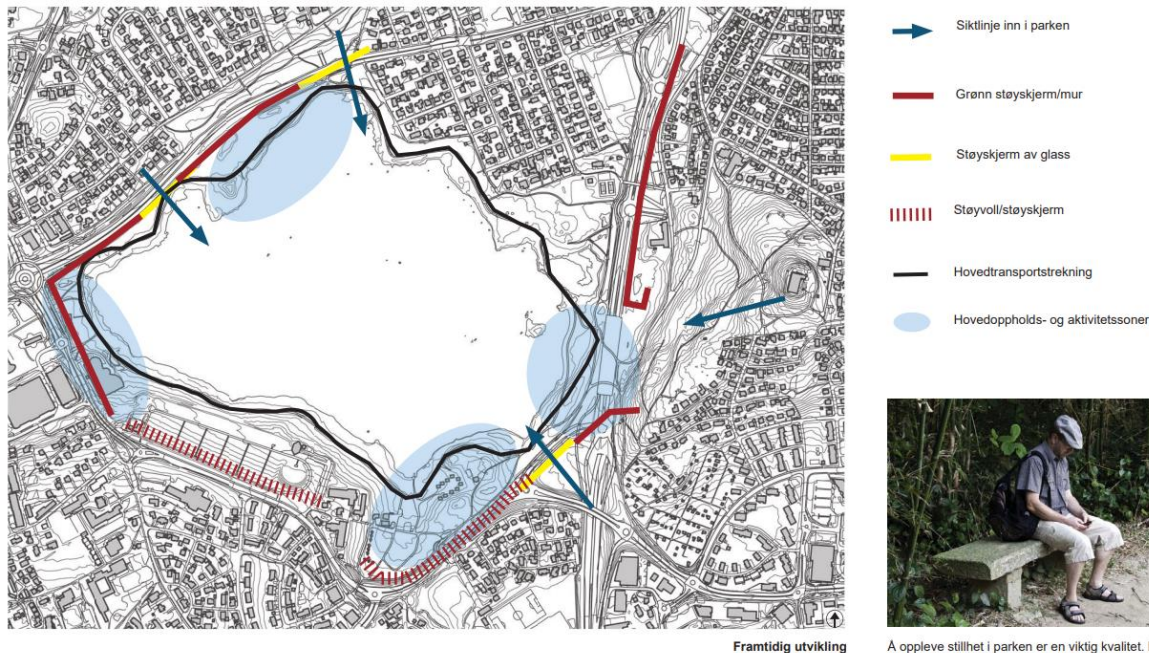 Siktlinje inn i parken
Grønn støyskjerm/mur
Støyskjerm av glass
Støyvoll/støyskjerm
Hovedtransportstrekning
Hovedoppholds- og aktivitetssoner
Framtidig utvikling
Å oppleve stillhet i parken er en viktig kvalitet.